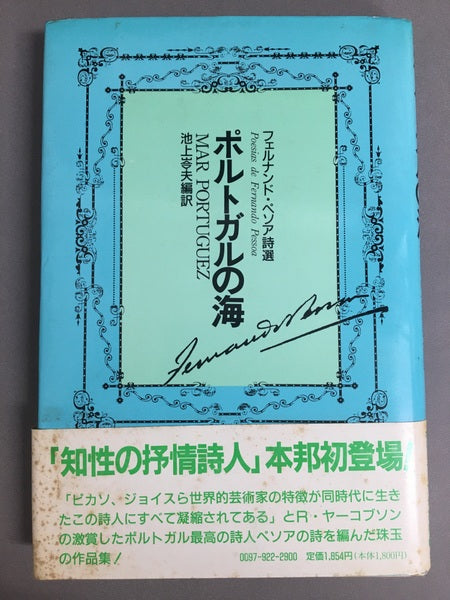 フェルナンド・ペソア詩選
Poesias de Fernando Pessoa
ポルトガルの海
MAR PORTUGUEZ
池上岑夫編訳
Fernando Pessoa
「知性の抒情詩人」本邦初登場!
「ピカソ、ジョイスら世界的芸術家の特徴が同時代に生き
たこの詩人にすべて凝縮されてある」とR・ヤーコブソン
の激賞したポルトガル最高の詩人ペソアの詩を編んだ珠玉
の作品集!
0097-922-2900 定価1,854円(本体1,800円)